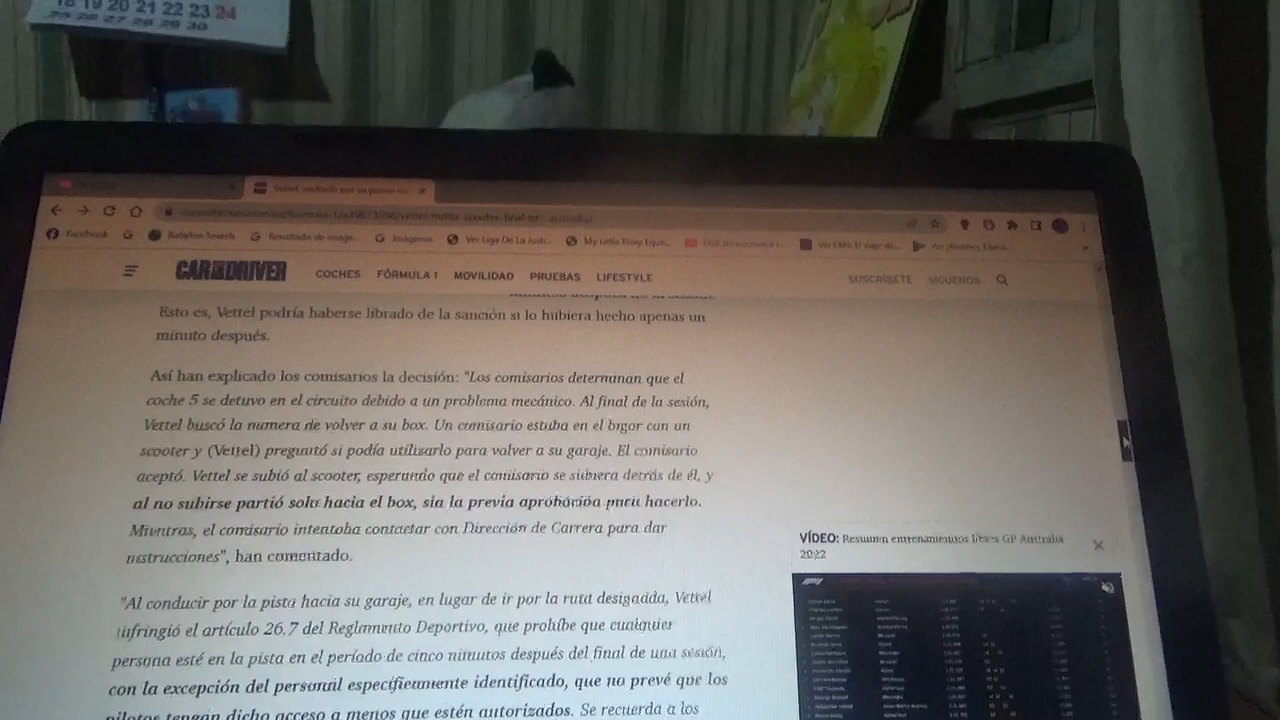 18 19 20 21 22 23 24
25 26 27 28 29 30
Facebook
G
Babylon Search
Resultado de image...
Imágenes
Ver Liga De La Justi...
My Little Pony Eque...
CAR AND DRIVER
COCHES FÓRMULA 1 MOVILIDAD PRUEBAS LIFESTYLE
SUSCRÍBETE SÍGUENOS
Esto es, Vettel podría haberse librado de la sanción si lo hubiera hecho apenas un
minuto después.
Así han explicado los comisarios la decisión: "Los comisarios determinan que el
coche 5 se detuvo en el circuito debido a un problema mecánico. Al final de la sesión,
Vettel buscó la manera de volver a su box. Un comisario estaba en el lugar con un
scooter y (Vettel) preguntó si podía utilizarlo para volver a su garaje. El comisario
aceptó. Vettel se subió al scooter, esperando que el comisario se subiera detrás de él, y
al no subirse partió solo hacia el box, sin la previa aprobación para hacerlo.
Mientras, el comisario intentaba contactar con Dirección de Carrera para dar
instrucciones", han comentado.
"Al conducir por la pista hacia su garaje, en lugar de ir por la ruta designada, Vettel
infringió el artículo 26.7 del Reglamento Deportivo, que prohíbe que cualquier
persona esté en la pista en el período de cinco minutos después del final de una sesión,
con la excepción del personal específicamente identificado, que no prevé que los
pilotos tengan dicho acceso a menos que estén autorizados. Se recuerda a los
VÍDEO: Resumen entrenamientos libres GP Australia
2022